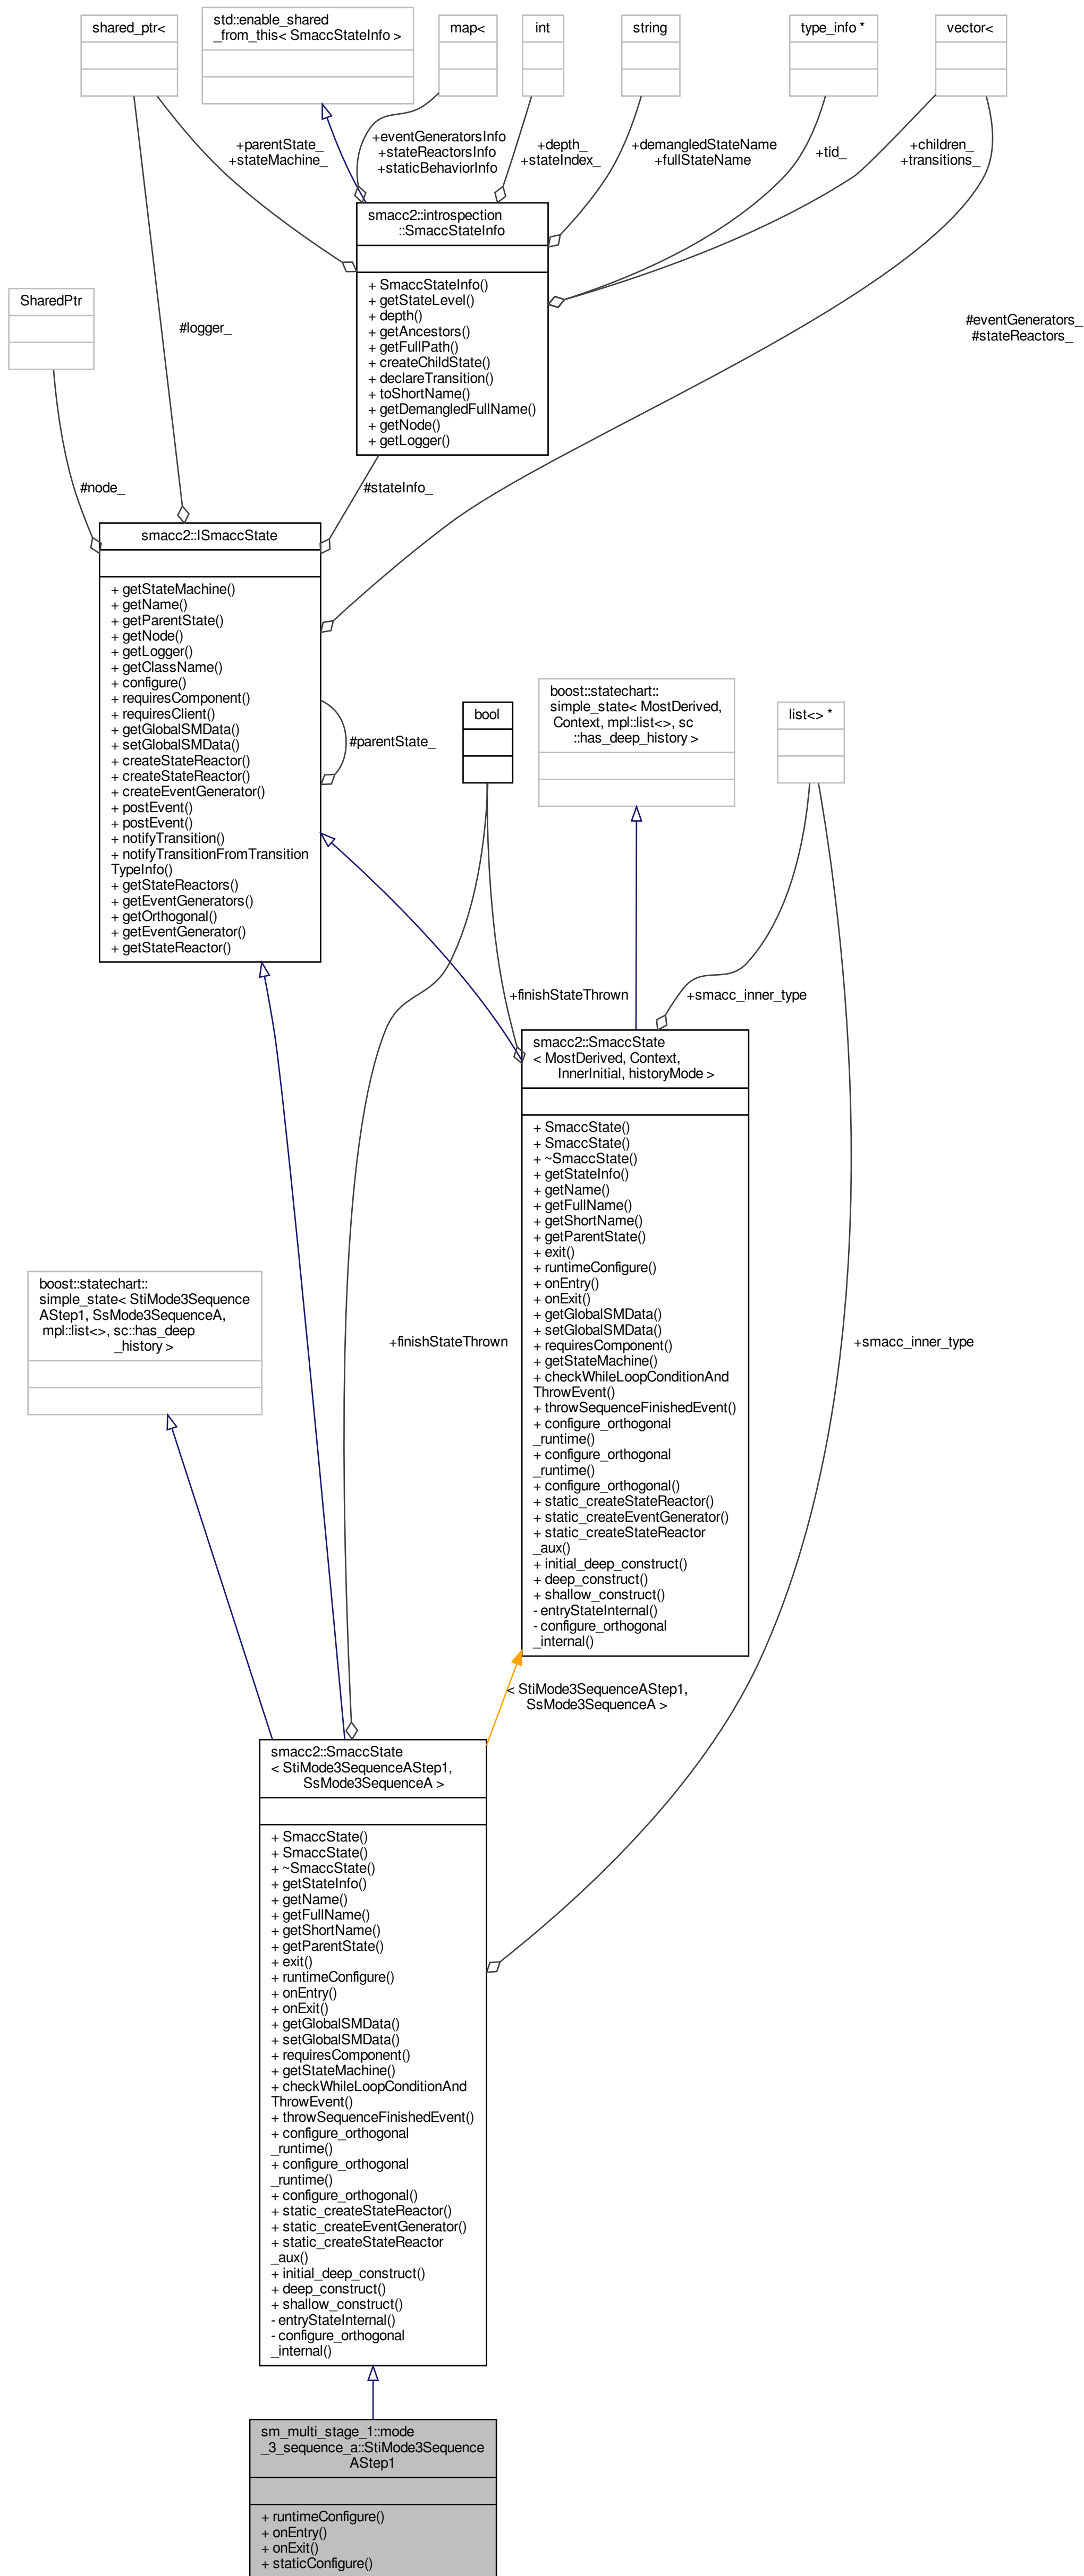 shared_ptr<
std::enable_shared
_from_this< SmaccStateInfo >
map<
int
string
type_info *
vector<
+parentState_
+stateMachine_
+eventGeneratorsInfo
+stateReactorsInfo
+staticBehaviorInfo
+depth_
+stateIndex_
+demangledStateName
+fullStateName
+tid_
+children_
+transitions_
smacc2::introspection
::SmaccStateInfo
+ SmaccStateInfo()
+ getStateLevel()
+ depth()
+ getAncestors()
+ getFullPath()
+ createChildState()
+ declareTransition()
+ toShortName()
+ getDemangledFullName()
+ getNode()
+ getLogger()
SharedPtr
#logger_
#eventGenerators_
#stateReactors_
#node_
#stateInfo_
smacc2::ISmaccState
+ getStateMachine()
+ getName()
+ getParentState()
+ getNode()
+ getLogger()
+ getClassName()
+ configure()
+ requiresComponent()
+ requiresClient()
+ getGlobalSMData()
+ setGlobalSMData()
+ createStateReactor()
+ createStateReactor()
+ createEventGenerator()
+ postEvent()
+ postEvent()
+ notifyTransition()
+ notifyTransitionFromTransition
TypeInfo()
+ getStateReactors()
+ getEventGenerators()
+ getOrthogonal()
+ getEventGenerator()
+ getStateReactor()
#parentState_
bool
boost::statechart::
simple_state< MostDerived,
Context, mpl::list<>, sc
::has_deep_history >
list<> *
+finishStateThrown
+smacc_inner_type
smacc2::SmaccState
< MostDerived, Context,
InnerInitial, historyMode >
+ SmaccState()
+ SmaccState()
+ ~SmaccState()
+ getStateInfo()
+ getName()
+ getFullName()
+ getShortName()
+ getParentState()
+ exit()
+ runtimeConfigure()
+ onEntry()
+ onExit()
+ getGlobalSMData()
+ setGlobalSMData()
+ requiresComponent()
+ getStateMachine()
+ checkWhileLoopConditionAnd
ThrowEvent()
+ throwSequenceFinishedEvent()
+ configure_orthogonal
_runtime()
+ configure_orthogonal
_runtime()
+ configure_orthogonal()
+ static_createStateReactor()
+ static_createEventGenerator()
+ static_createStateReactor
_aux()
+ initial_deep_construct()
+ deep_construct()
+ shallow_construct()
- entryStateInternal()
- configure_orthogonal
_internal()
boost::statechart::
simple_state< StiMode3Sequence
AStep1, SsMode3SequenceA,
mpl::list<>, sc::has_deep
_history >
+finishStateThrown
+smacc_inner_type
< StiMode3SequenceAStep1,
SsMode3SequenceA >
smacc2::SmaccState
< StiMode3SequenceAStep1,
SsMode3SequenceA >
+ SmaccState()
+ SmaccState()
+ ~SmaccState()
+ getStateInfo()
+ getName()
+ getFullName()
+ getShortName()
+ getParentState()
+ exit()
+ runtimeConfigure()
+ onEntry()
+ onExit()
+ getGlobalSMData()
+ setGlobalSMData()
+ requiresComponent()
+ getStateMachine()
+ checkWhileLoopConditionAnd
ThrowEvent()
+ throwSequenceFinishedEvent()
+ configure_orthogonal
_runtime()
+ configure_orthogonal
_runtime()
+ configure_orthogonal()
+ static_createStateReactor()
+ static_createEventGenerator()
+ static_createStateReactor
_aux()
+ initial_deep_construct()
+ deep_construct()
+ shallow_construct()
- entryStateInternal()
- configure_orthogonal
_internal()
sm_multi_stage_1::mode
_3_sequence_a::StiMode3Sequence
AStep1
+ runtimeConfigure()
+ onEntry()
+ onExit()
+ staticConfigure()